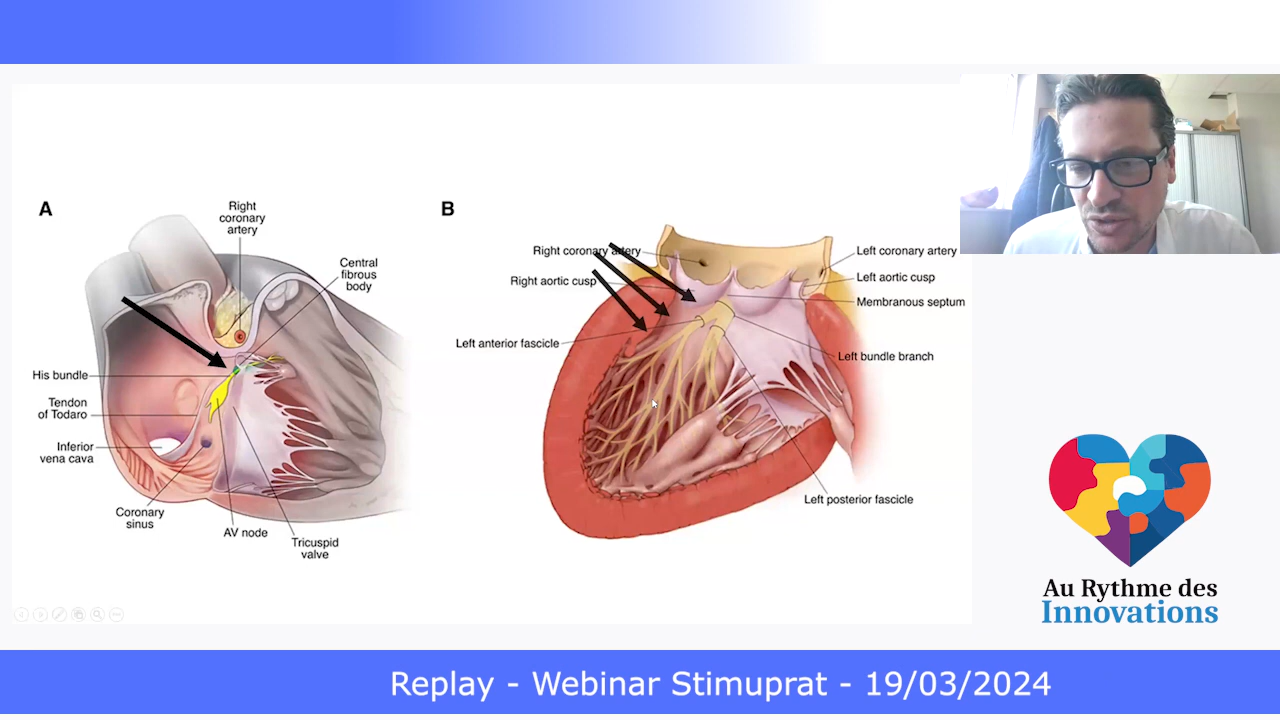 A
Right
coronary
artery
Central
fibrous
body
His bundle
Tendon
of Todaro
Inferior
vena cava
Coronary
sinus
AV node
Tricuspid
valve
B
Right coronary artery
Right aortic cusp
Left anterior fascicle
Left coronary artery
Left aortic cusp
Membranous septum
Left bundle branch
Left posterior fascicle
Au Rythme des
Innovations
Replay - Webinar Stimuprat - 19/03/2024